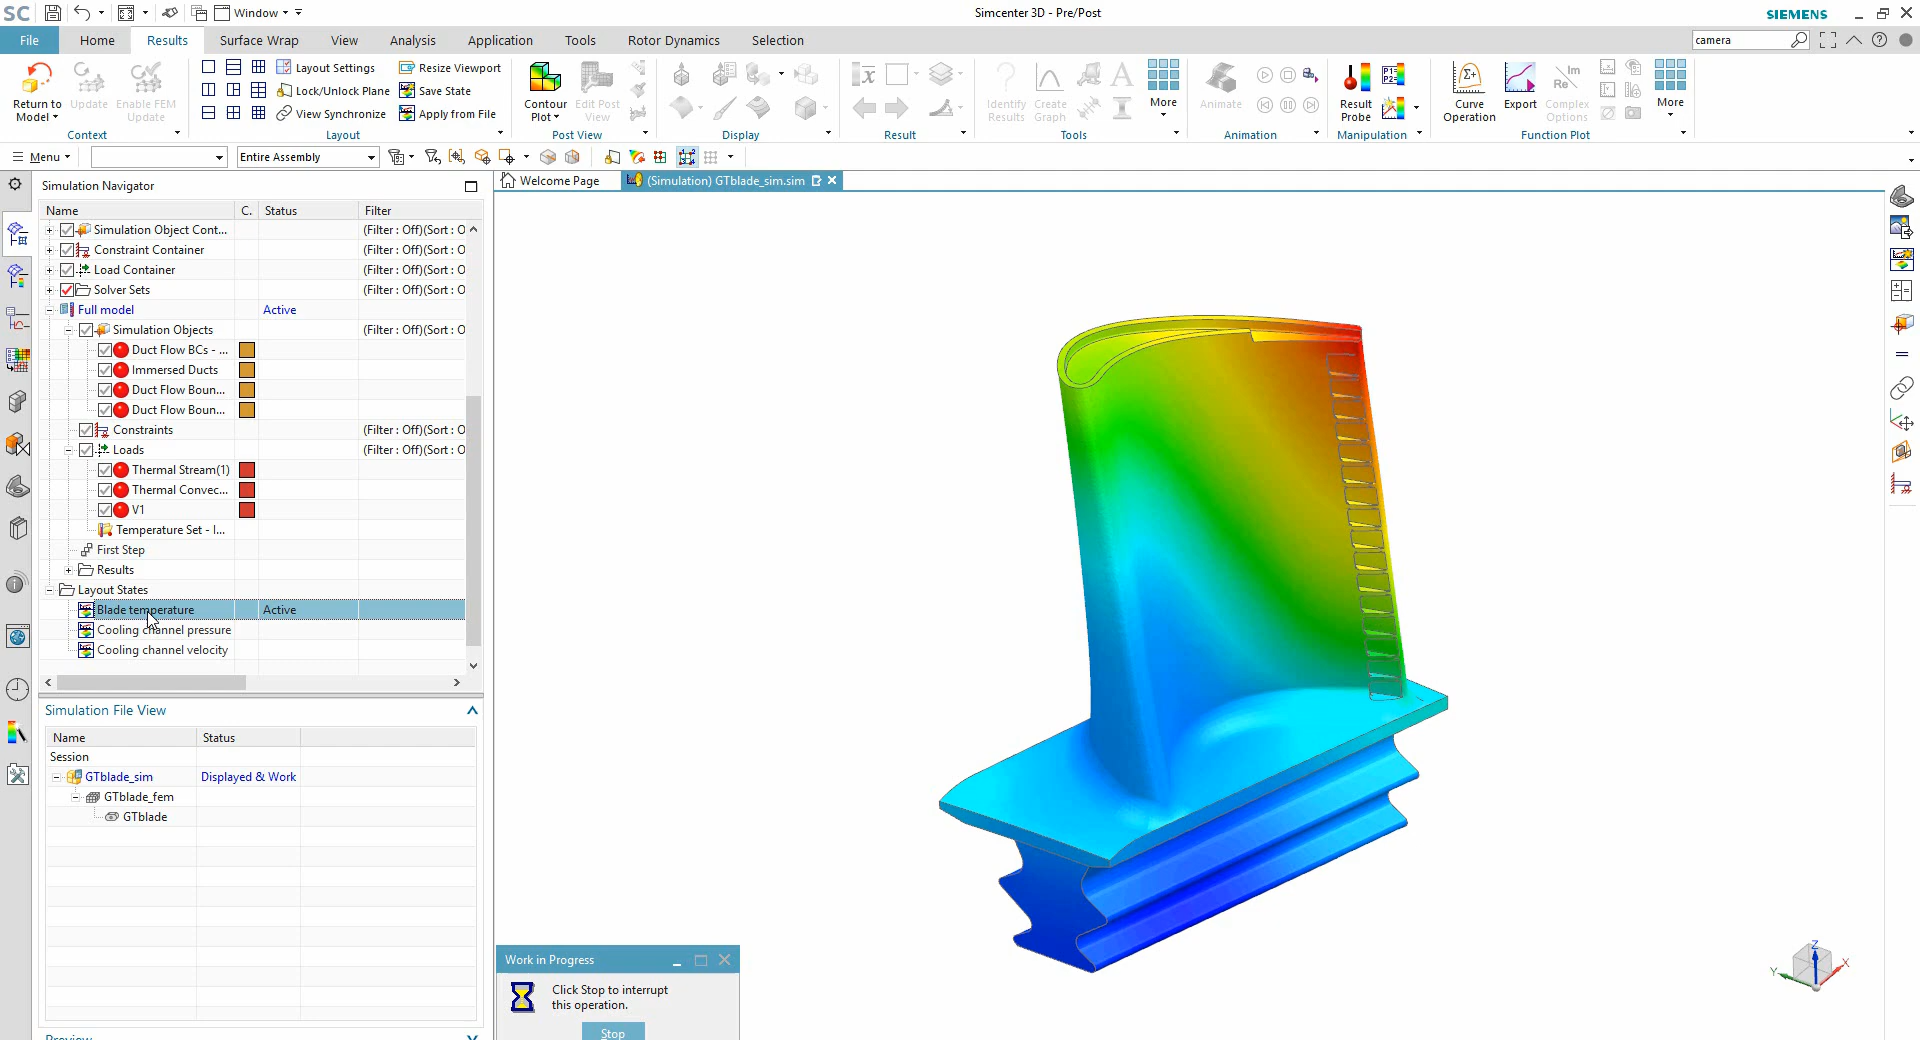 SC
Window
Simcenter 3D - Pre/Post
SIEMENS
File
Home
Results
Surface Wrap
View
Analysis
Application
Tools
Rotor Dynamics
Selection
camera
Return to Model
Update
Enable FEM Update
Context
Layout Settings
Lock/Unlock Plane
View Synchronize
Resize Viewport
Save State
Apply from File
Layout
Contour Plot
Edit Post View
Post View
Display
Result
Identify Results
Create Graph
More
Tools
Animate
Animation
Result Probe
Manipulation
Curve Operation
Export
Complex Options
More
Function Plot
Menu
Entire Assembly
Simulation Navigator
Welcome Page
(Simulation) GTblade_sim.sim
Name
C.
Status
Filter
Simulation Object Cont...
(Filter : Off)(Sort : O
Constraint Container
(Filter : Off)(Sort : O
Load Container
(Filter : Off)(Sort : O
Solver Sets
(Filter : Off)(Sort : O
Full model
Active
Simulation Objects
(Filter : Off)(Sort : O
Duct Flow BCs - ...
Immersed Ducts
Duct Flow Boun...
Duct Flow Boun...
Constraints
(Filter : Off)(Sort : O
Loads
(Filter : Off)(Sort : O
Thermal Stream(1)
Thermal Convec...
V1
Temperature Set - I...
First Step
Results
Layout States
Blade temperature
Active
Cooling channel pressure
Cooling channel velocity
Simulation File View
Name
Status
Session
GTblade_sim
Displayed & Work
GTblade_fem
GTblade
Work in Progress
Click Stop to interrupt
this operation.
Stop
Preview
Z
Y
X